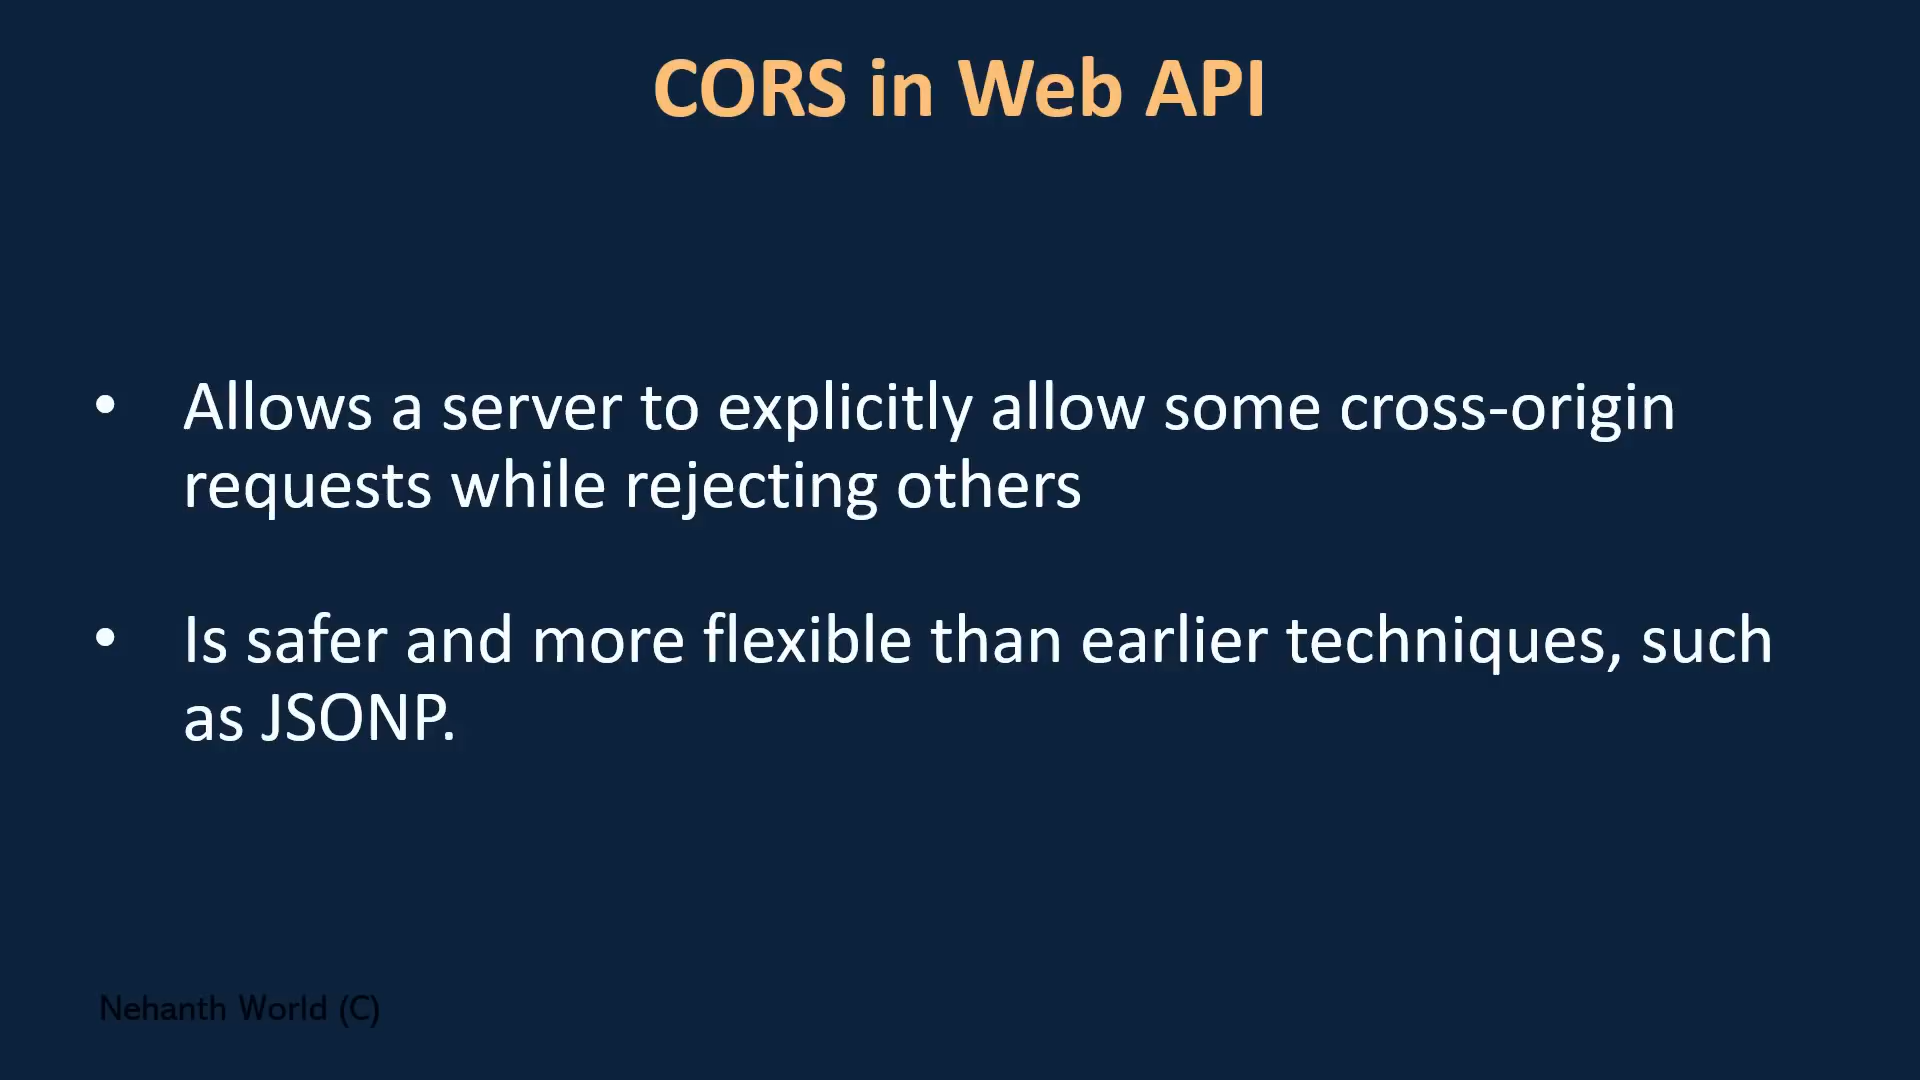 CORS in Web API
• Allows a server to explicitly allow some cross-origin
requests while rejecting others
• Is safer and more flexible than earlier techniques, such
as JSONP.
Nehanth World (C)